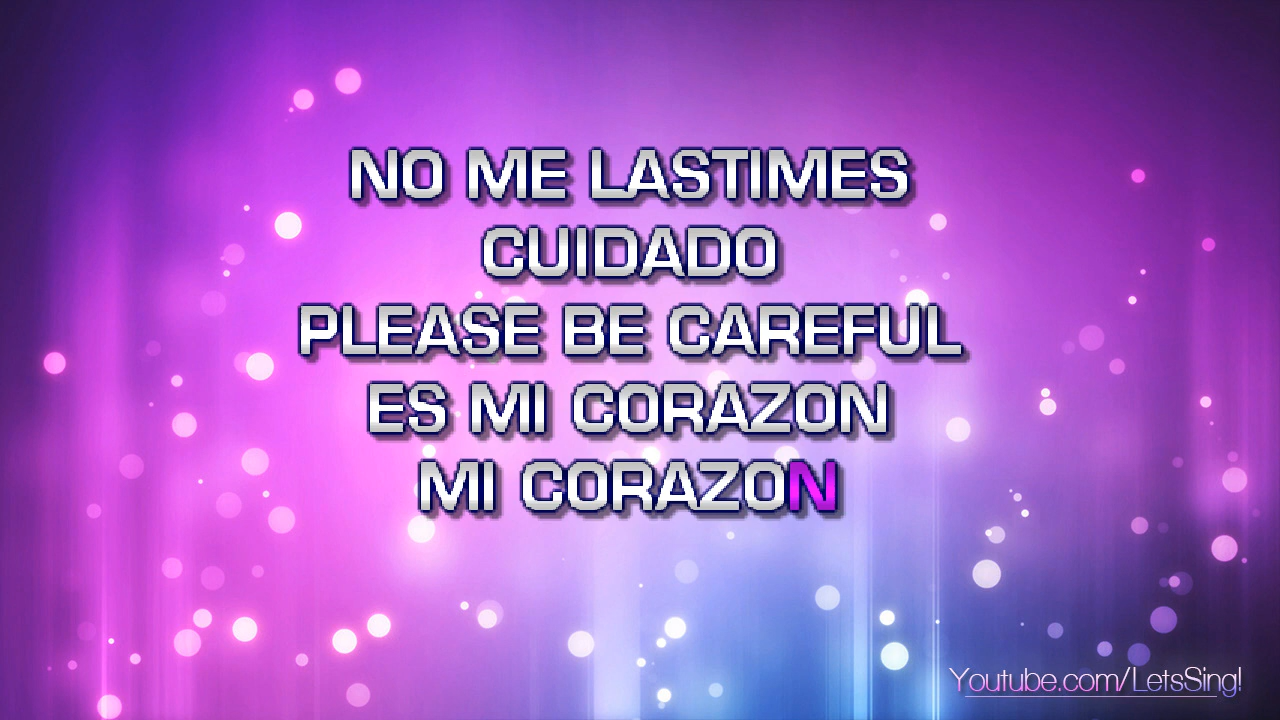 NO ME LASTIMES
CUIDADO
PLEASE BE CAREFUL
ES MI CORAZON
MI CORAZON
Youtube.com/LetsSing!